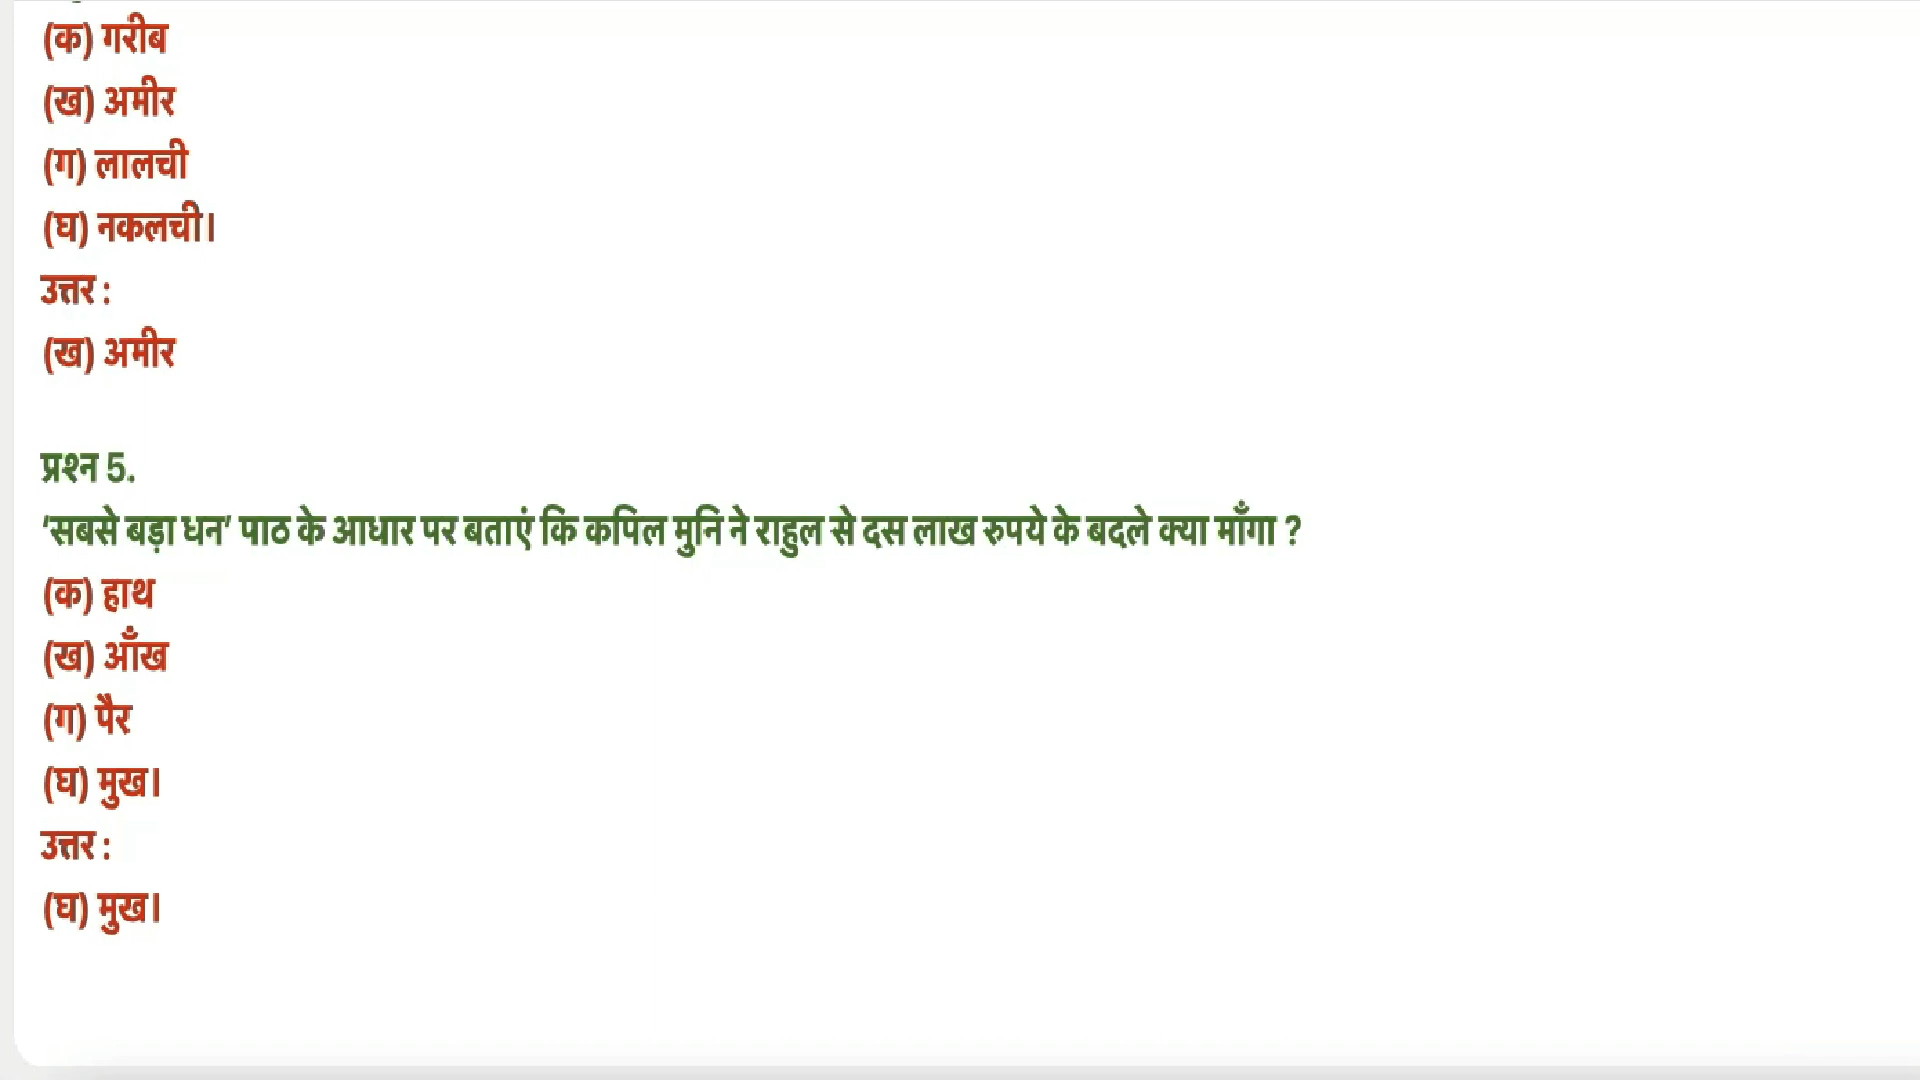 (क) गरीब
(ख) अमीर
(ग) लालची
(घ) नकलची।
उत्तर :
(ख) अमीर
प्रश्न 5.
‘सबसे बड़ा धन’ पाठ के आधार पर बताएं कि कपिल मुनि ने राहुल से दस लाख रुपये के बदले क्या माँगा ?
(क) हाथ
(ख) आँख
(ग) पैर
(घ) मुख।
उत्तर :
(घ) मुख।